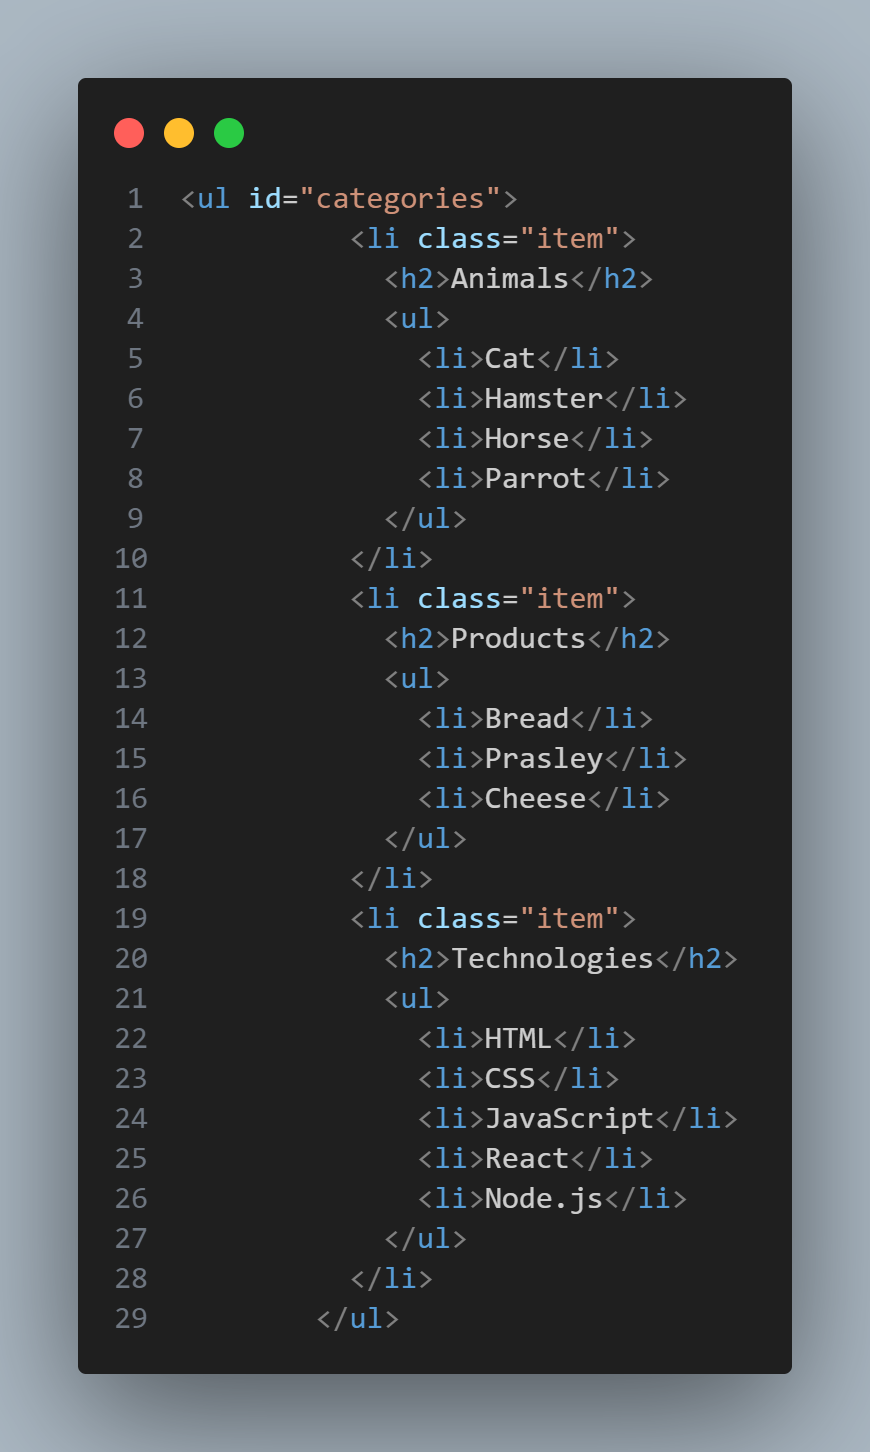 1 <ul id="categories">
2           <li class="item">
3             <h2>Animals</h2>
4             <ul>
5               <li>Cat</li>
6               <li>Hamster</li>
7               <li>Horse</li>
8               <li>Parrot</li>
9             </ul>
10           </li>
11           <li class="item">
12             <h2>Products</h2>
13             <ul>
14               <li>Bread</li>
15               <li>Prasley</li>
16               <li>Cheese</li>
17             </ul>
18           </li>
19           <li class="item">
20             <h2>Technologies</h2>
21             <ul>
22               <li>HTML</li>
23               <li>CSS</li>
24               <li>JavaScript</li>
25               <li>React</li>
26               <li>Node.js</li>
27             </ul>
28           </li>
29         </ul>